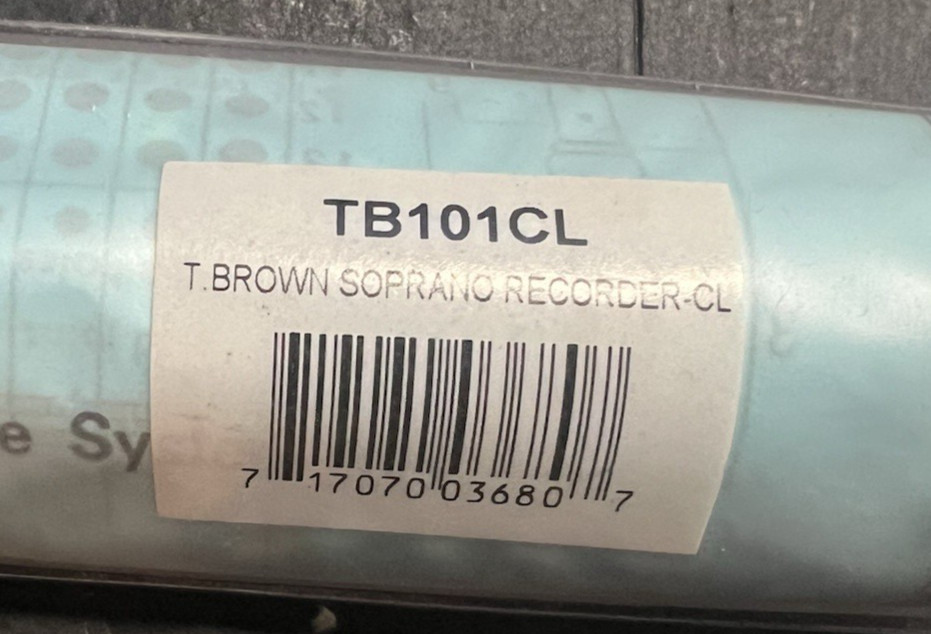 TB101CL
T.BROWN SOPRANO RECORDER-CL
7 17070 03680 7
e Sy